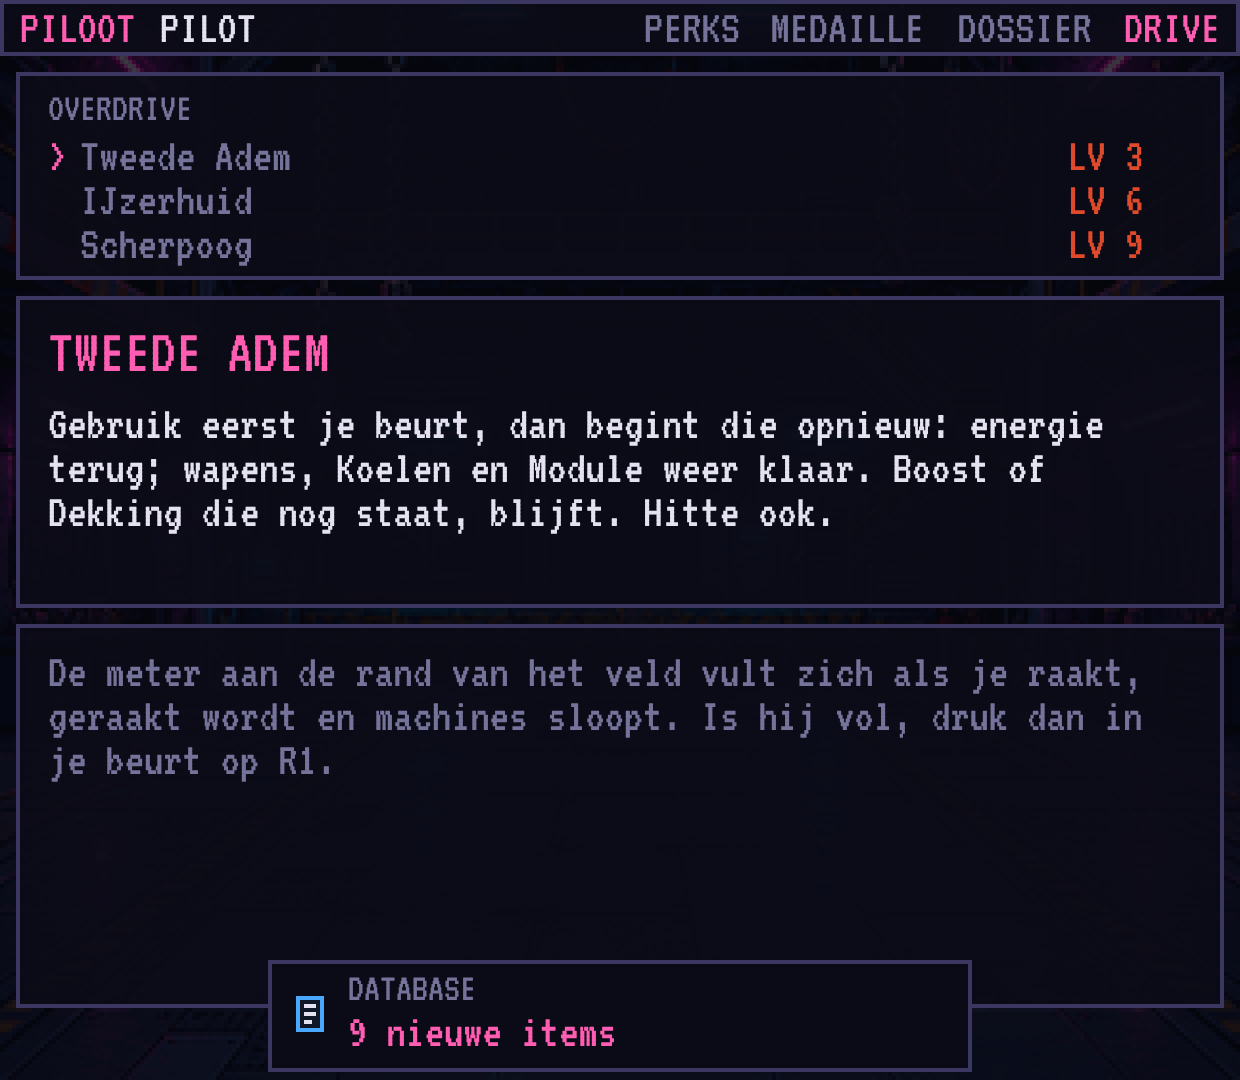 PILOOT PILOT PERKS MEDAILLE DOSSIER DRIVE
OVERDRIVE
Tweede Adem LV 3
IJzerhuid LV 6
Scherpoog LV 9
TWEEDE ADEM
Gebruik eerst je beurt, dan begint die opnieuw: energie
terug; wapens, Koelen en Module weer klaar. Boost of
Dekking die nog staat, blijft. Hitte ook.
De meter aan de rand van het veld vult zich als je raakt,
geraakt wordt en machines sloopt. Is hij vol, druk dan in
je beurt op R1.
DATABASE
9 nieuwe items